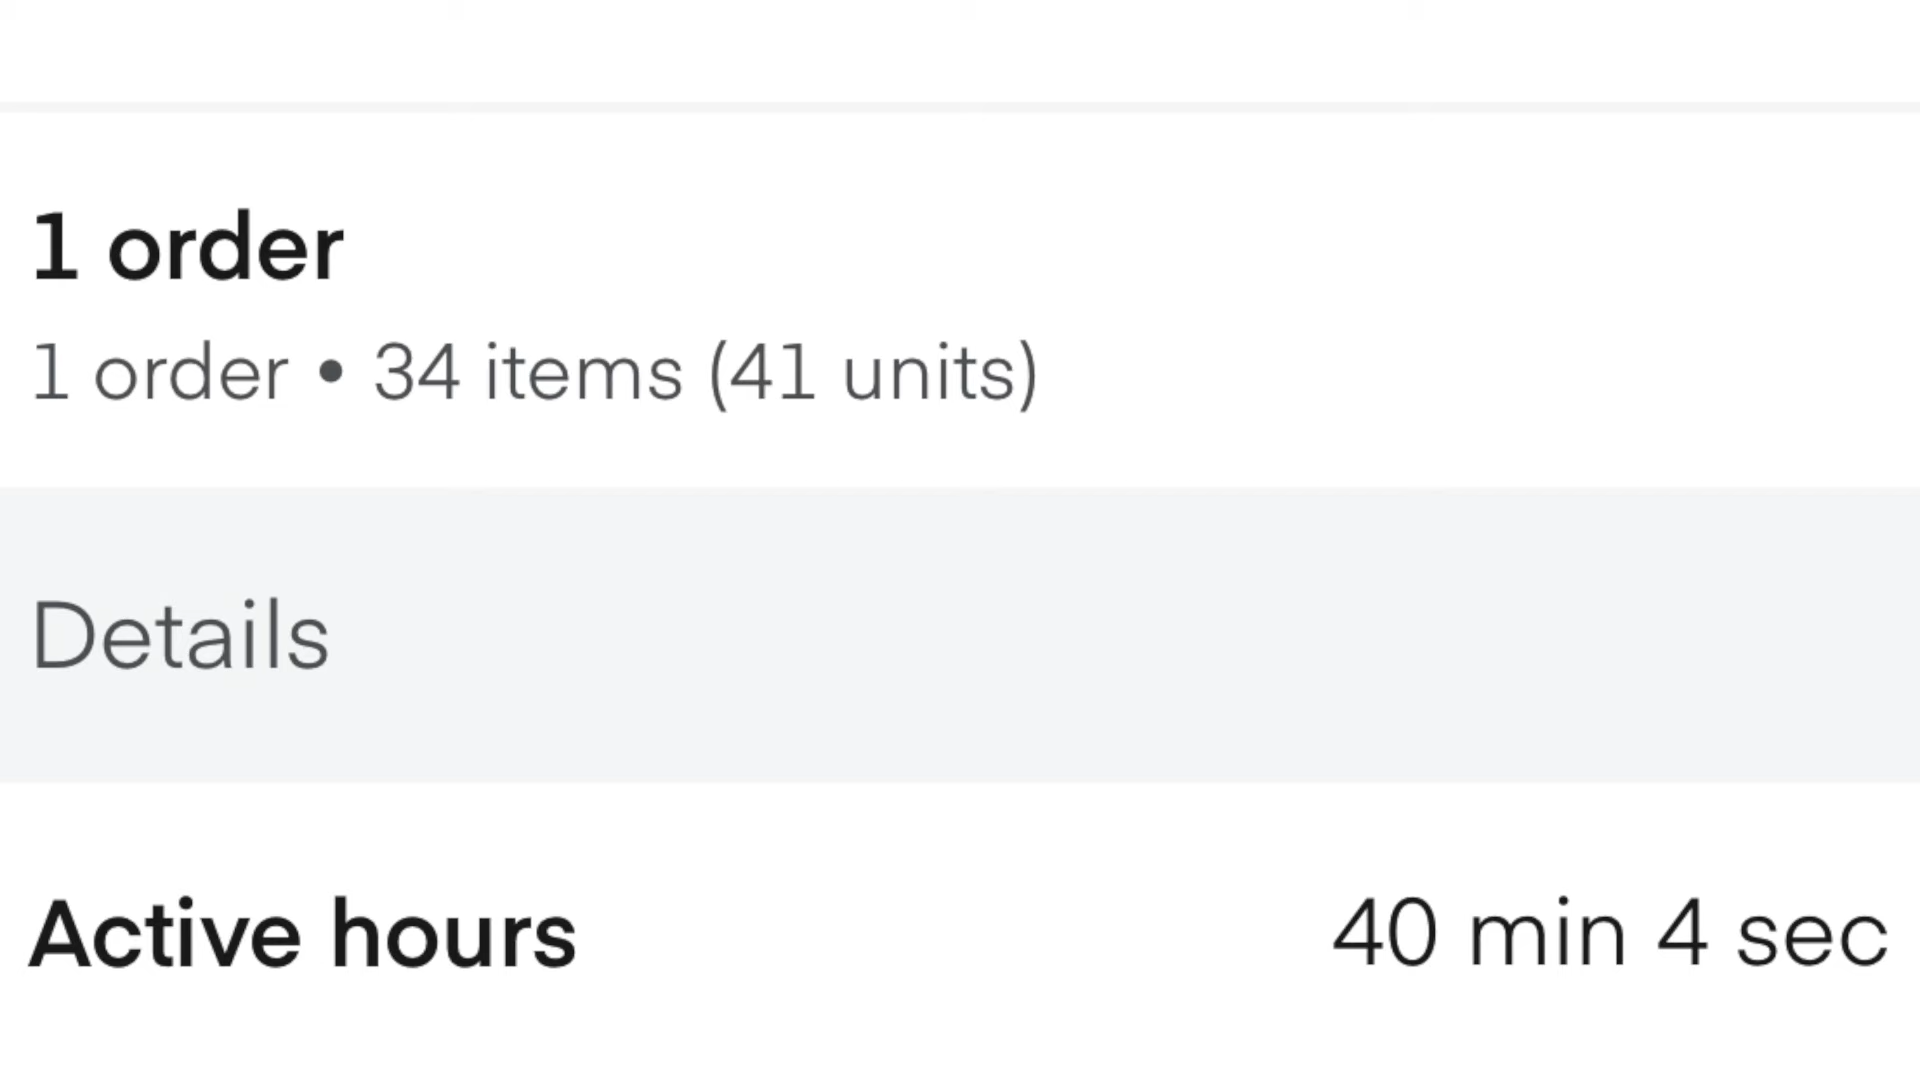 1 order
1 order • 34 items (41 units)
Details
Active hours 40 min 4 sec